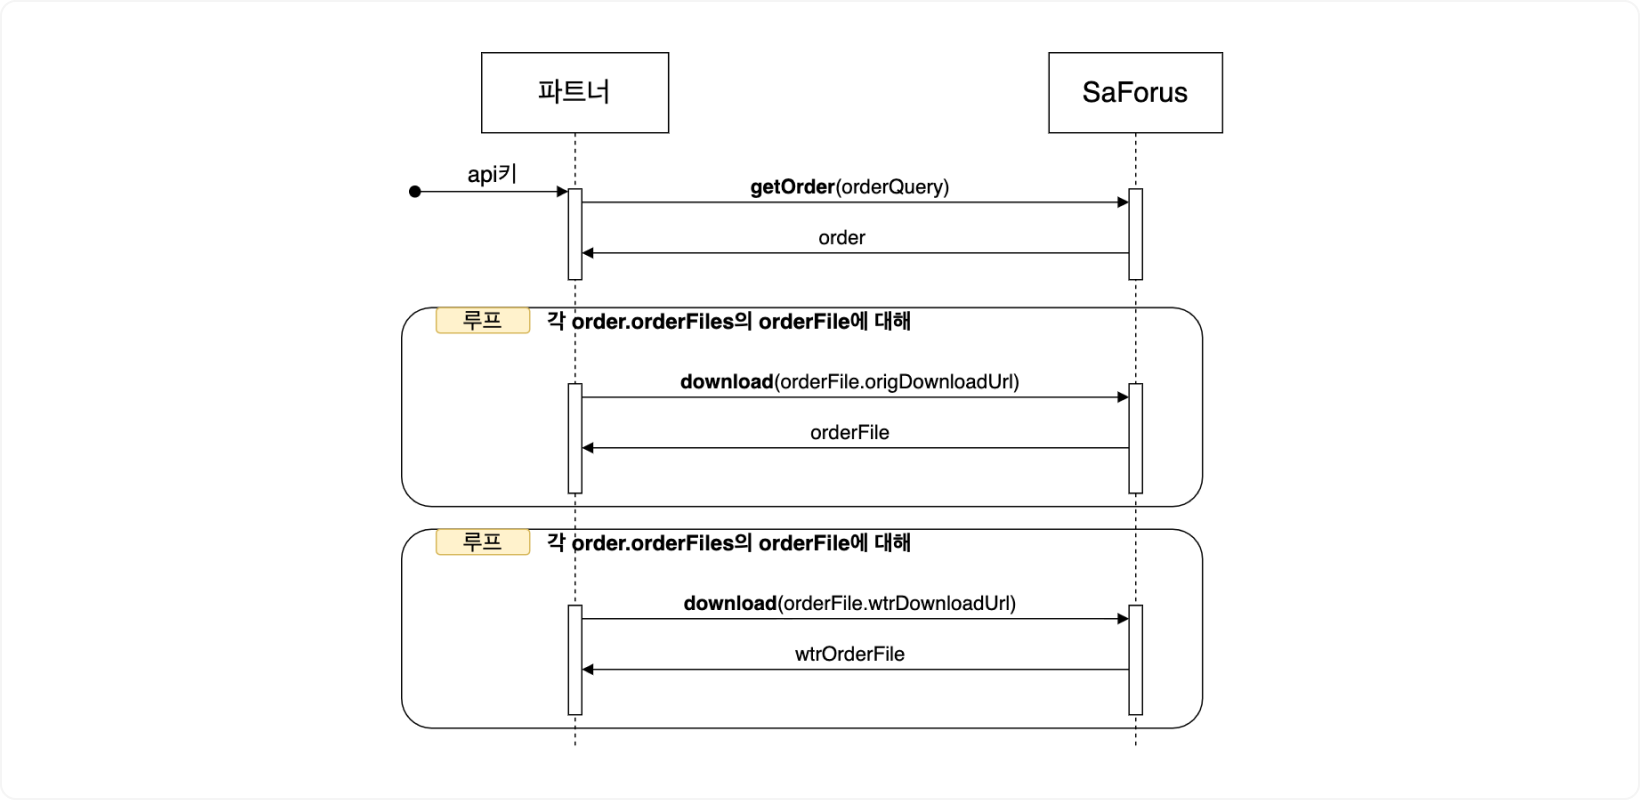 파트너
SaForus
api키
getOrder(orderQuery)
order
루프
각 order.orderFiles의 orderFile에 대해
download(orderFile.origDownloadUrl)
orderFile
루프
각 order.orderFiles의 orderFile에 대해
download(orderFile.wtrDownloadUrl)
wtrOrderFile